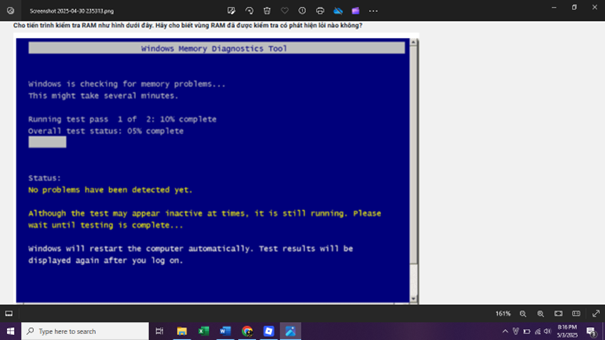 Screenshot 2025-04-30 235313.png
Cho tiến trình kiểm tra RAM như hình dưới đây. Hãy cho biết vùng RAM đã được kiểm tra có phát hiện lỗi nào không?
Windows Memory Diagnostics Tool
Windows is checking for memory problems...
This might take several minutes.
Running test pass 1 of 2: 10% complete
Overall test status: 05% complete
Status:
No problems have been detected yet.
Although the test may appear inactive at times, it is still running. Please
wait until testing is complete...
Windows will restart the computer automatically. Test results will be
displayed again after you log on.
161%
Type here to search
8:16 PM
5/3/2025